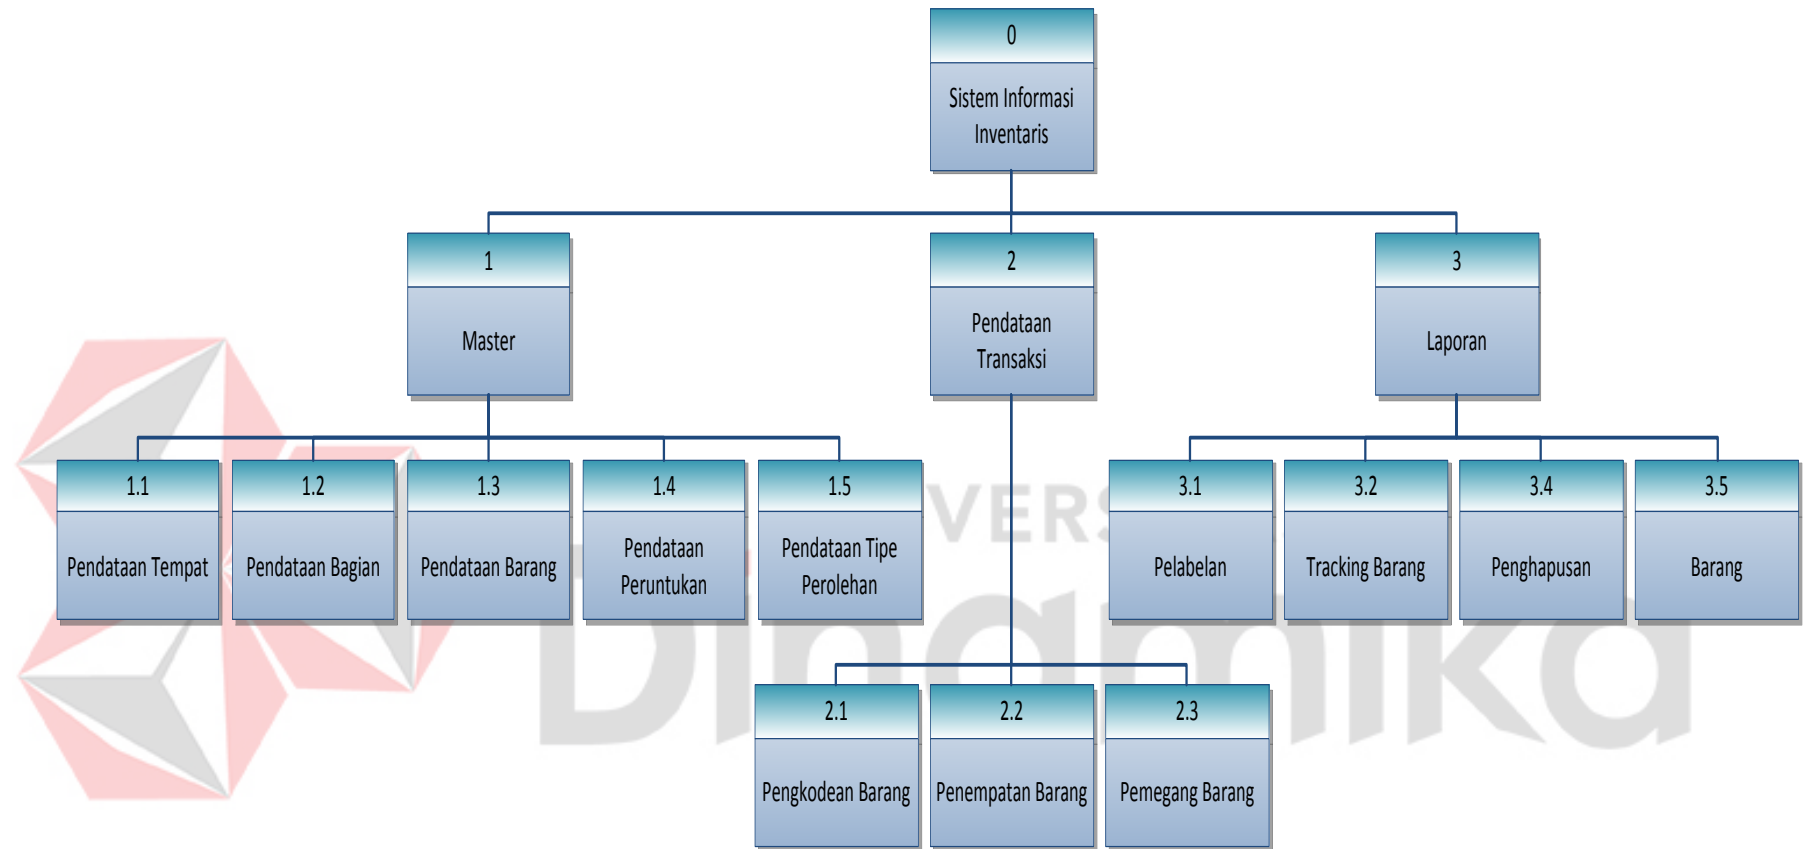 0
Sistem Informasi
Inventaris
1
Master
2
Pendataan
Transaksi
3
Laporan
1.1
Pendataan Tempat
1.2
Pendataan Bagian
1.3
Pendataan Barang
1.4
Pendataan
Peruntukan
1.5
Pendataan Tipe
Perolehan
3.1
Pelabelan
3.2
Tracking Barang
3.4
Penghapusan
3.5
Barang
2.1
Pengkodean Barang
2.2
Penempatan Barang
2.3
Pemegang Barang
VERS
Dinamika